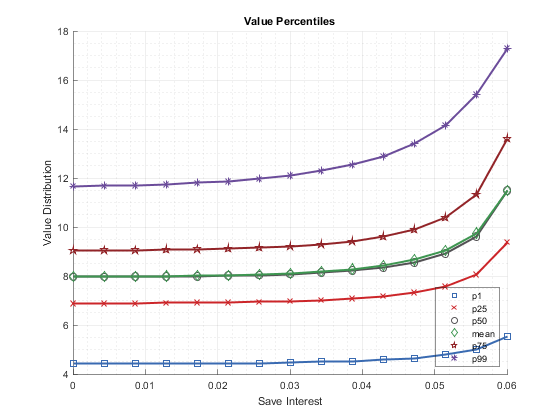 Value Percentiles
18
16
14
12
10
8
6
4
Value Distribution
0
0.01
0.02
0.03
0.04
0.05
0.06
Save Interest
p1
p25
p50
mean
p75
p99